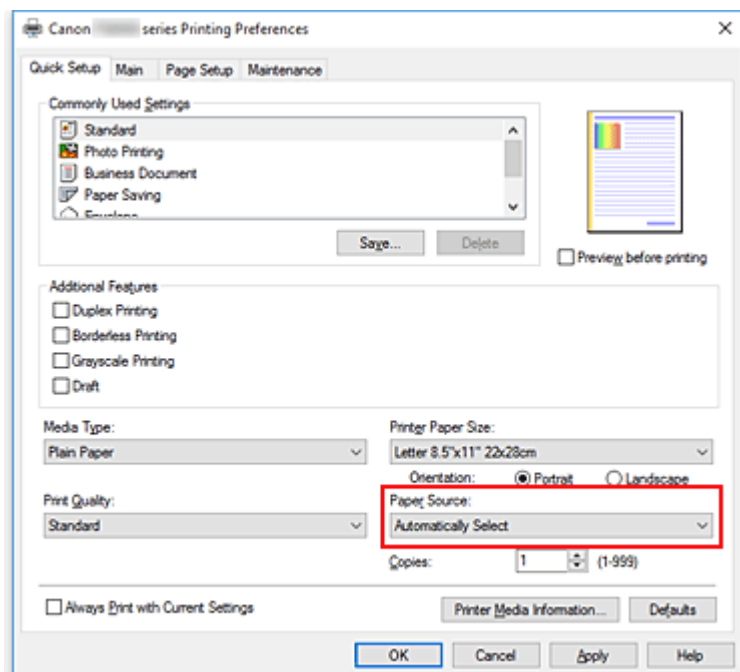 Canon series Printing Preferences
Quick Setup Main Page Setup Maintenance
Commonly Used Settings
Standard
Photo Printing
Business Document
Paper Saving
Envelope
Save... Delete
Preview before printing
Additional Features
Duplex Printing
Borderless Printing
Grayscale Printing
Draft
Media Type: Printer Paper Size:
Plain Paper Letter 8.5"x11" 22x28cm
Orientation: Portrait Landscape
Print Quality: Paper Source:
Standard Automatically Select
Copies: 1 (1-999)
Always Print with Current Settings Printer Media Information... Defaults
OK Cancel Apply Help